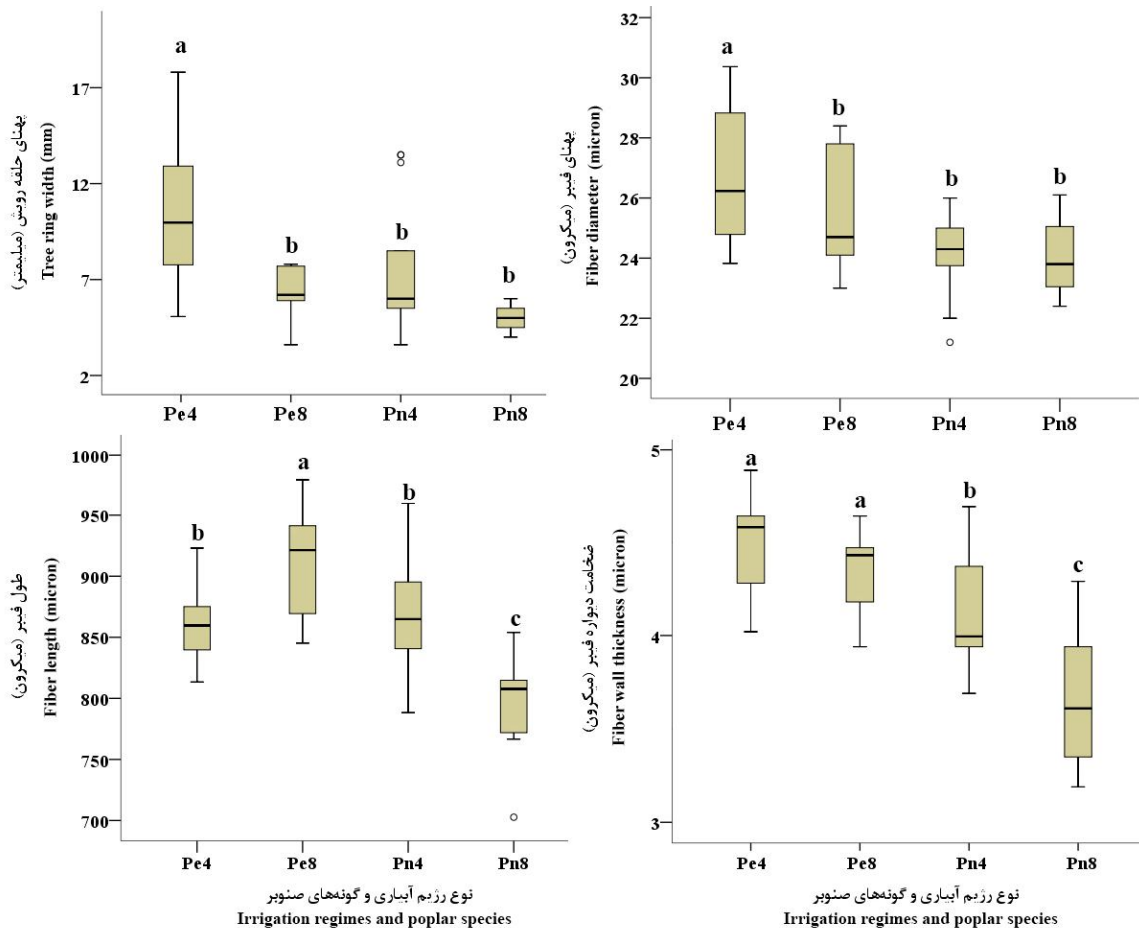 پهنای حلقه رویش (میلیمتر)
Tree ring width (mm)
17
12
7
2
a
b
b
b
Pe4 Pe8 Pn4 Pn8
پهنای فیبر (میکرون)
Fiber diameter (micron)
32
30
28
26
24
22
20
a
b
b
b
Pe4 Pe8 Pn4 Pn8
طول فیبر (میکرون)
Fiber length (micron)
1000
950
900
850
800
750
700
b
a
b
c
Pe4 Pe8 Pn4 Pn8
نوع رژیم آبیاری و گونه‌های صنوبر
Irrigation regimes and poplar species
ضخامت دیواره فیبر (میکرون)
Fiber wall thickness (micron)
5
4
3
a
a
b
c
Pe4 Pe8 Pn4 Pn8
نوع رژیم آبیاری و گونه‌های صنوبر
Irrigation regimes and poplar species